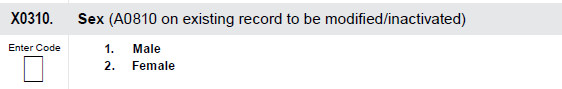 X0310. Sex (A0810 on existing record to be modified/inactivated)
Enter Code
1. Male
2. Female